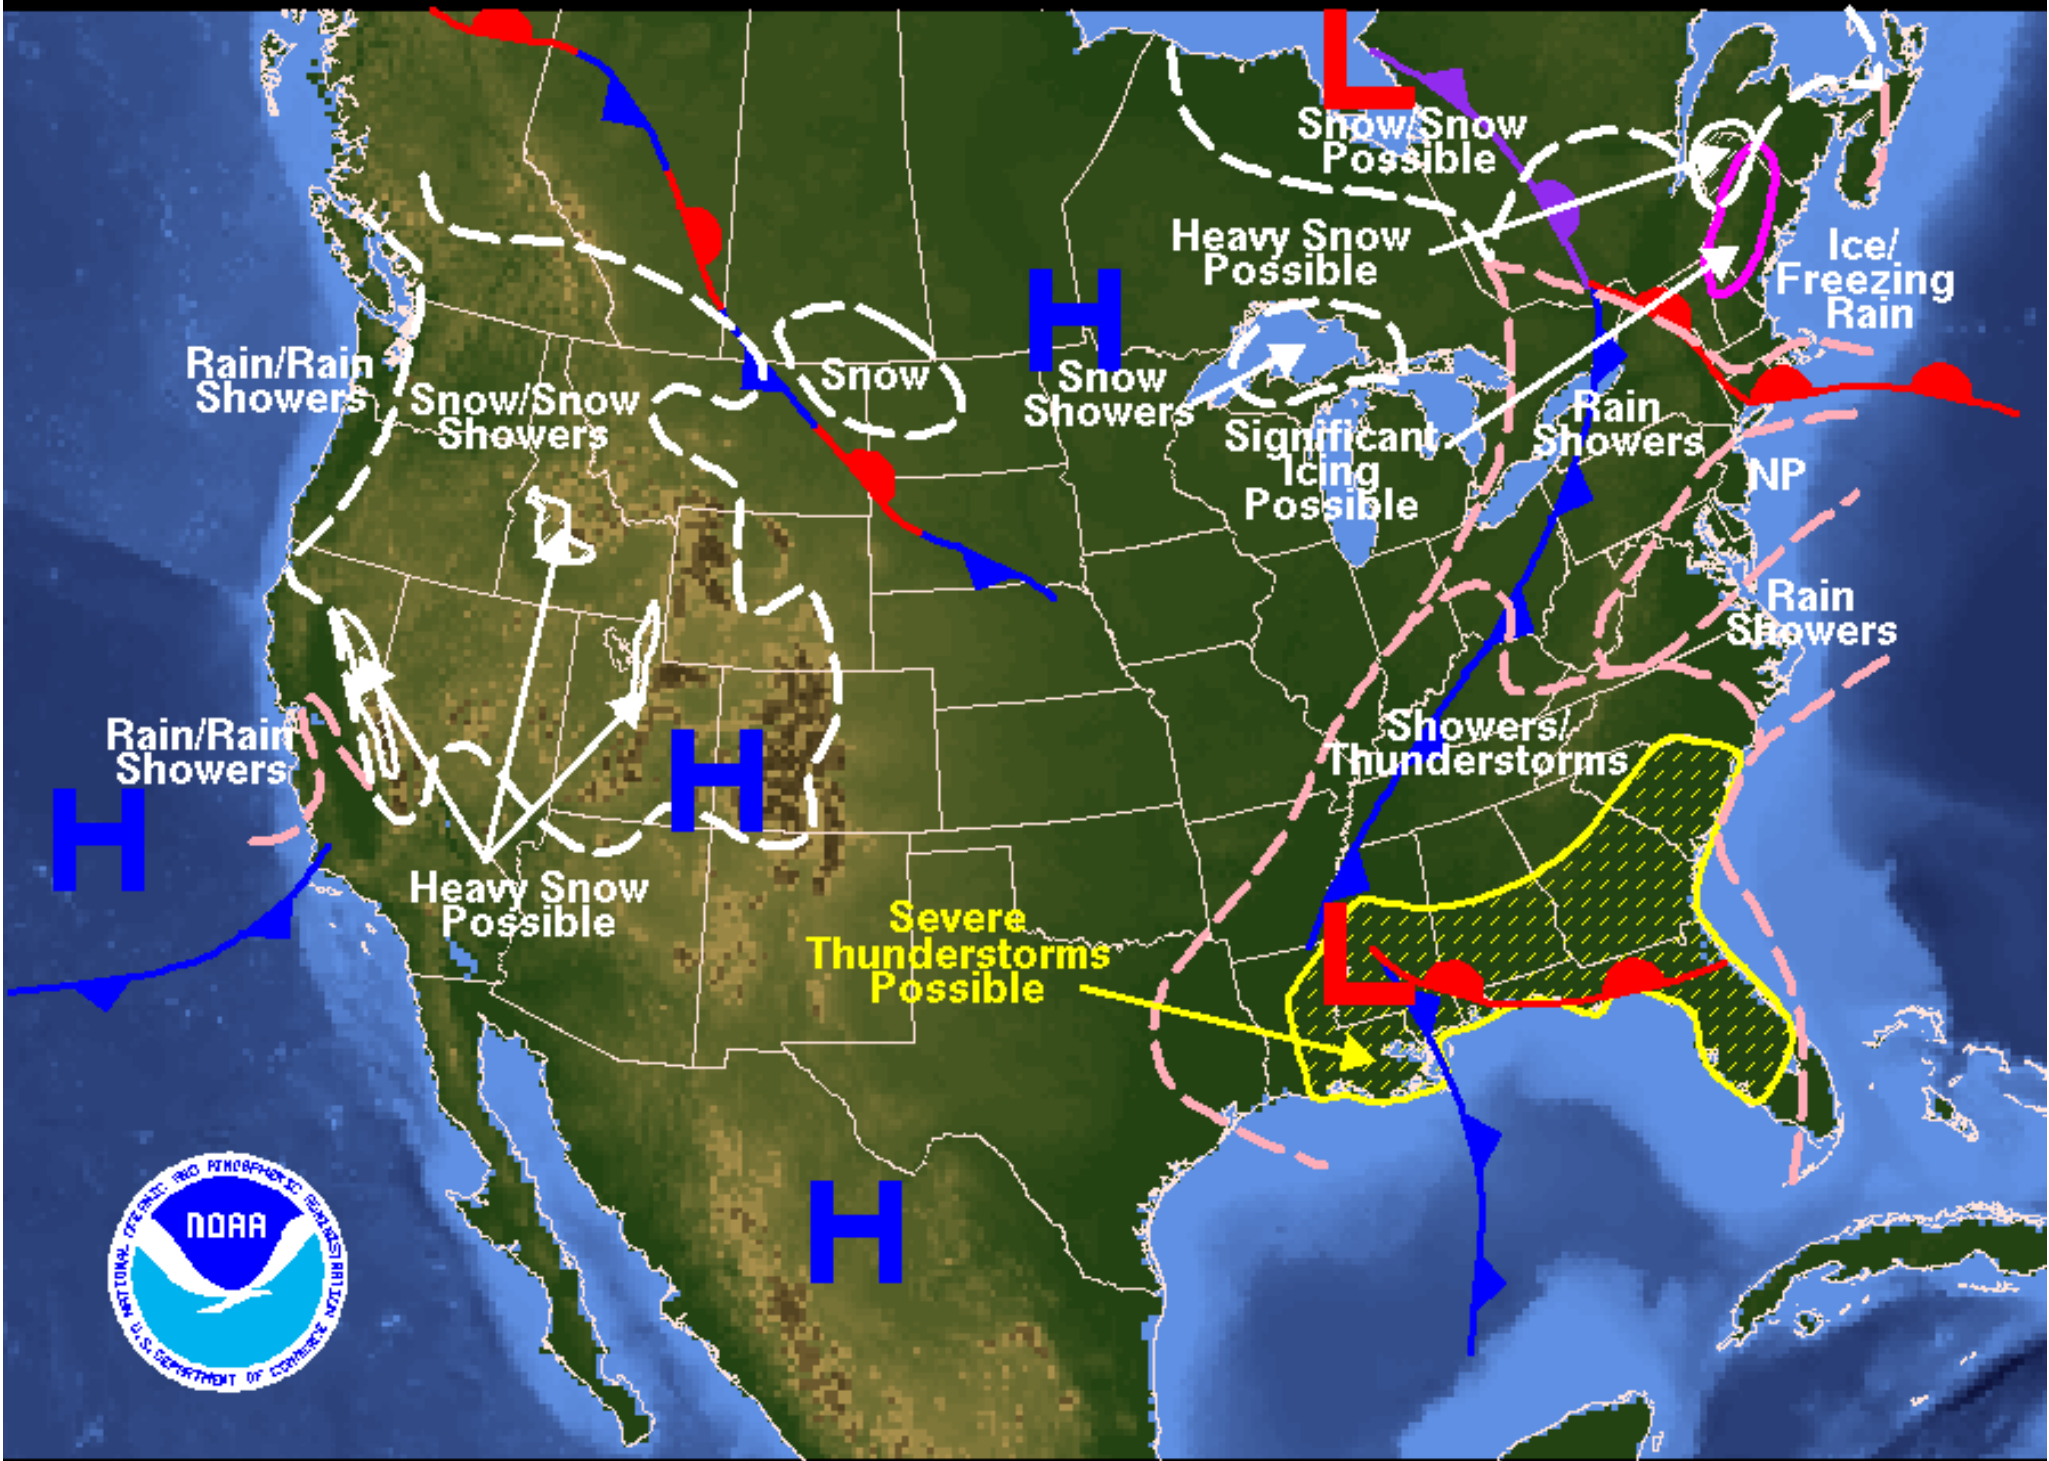 L
Snow/Snow
Possible
Heavy Snow
Possible
Ice/
Freezing
Rain
H
Rain/Rain
Showers
Snow/Snow
Showers
Snow
Snow
Showers
Significant
Icing
Possible
Rain
Showers
NP
Rain
Showers
Rain/Rain
Showers
H
H
Showers/
Thunderstorms
Heavy Snow
Possible
Severe
Thunderstorms
Possible
L
H
NATIONAL OCEANIC AND ATMOSPHERIC ADMINISTRATION
NOAA
U.S. DEPARTMENT OF COMMERCE